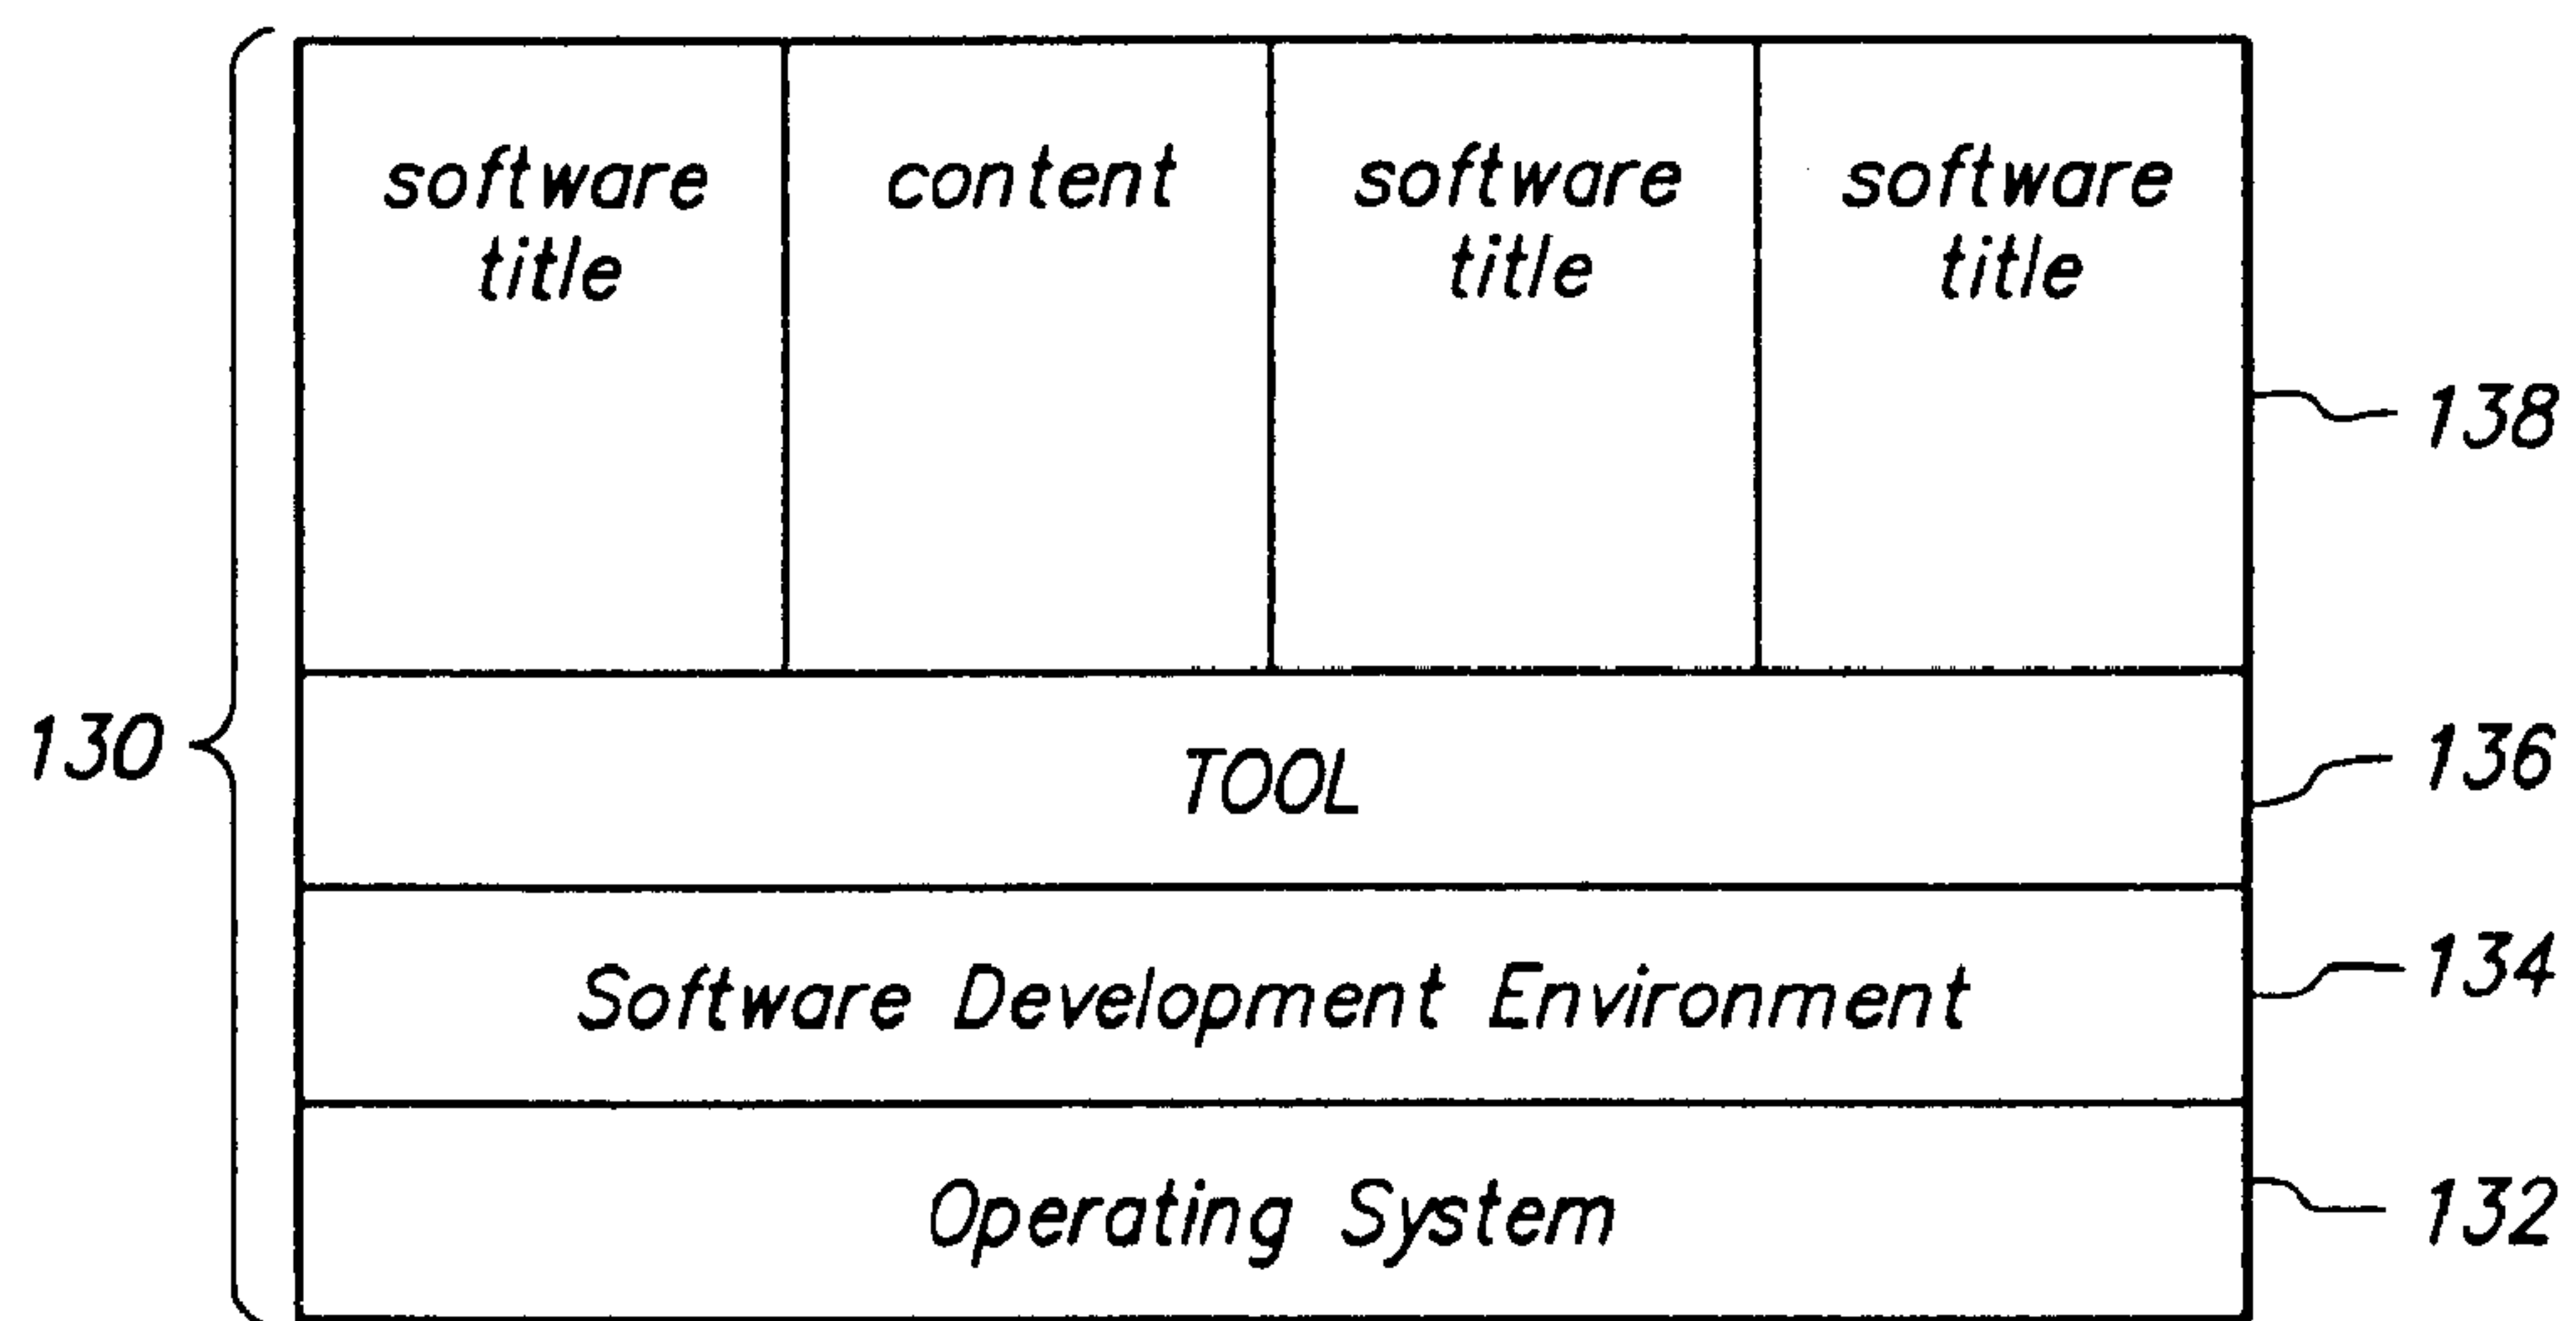 software
title
content
software
title
software
title
138
130
TOOL
136
Software Development Environment
134
Operating System
132